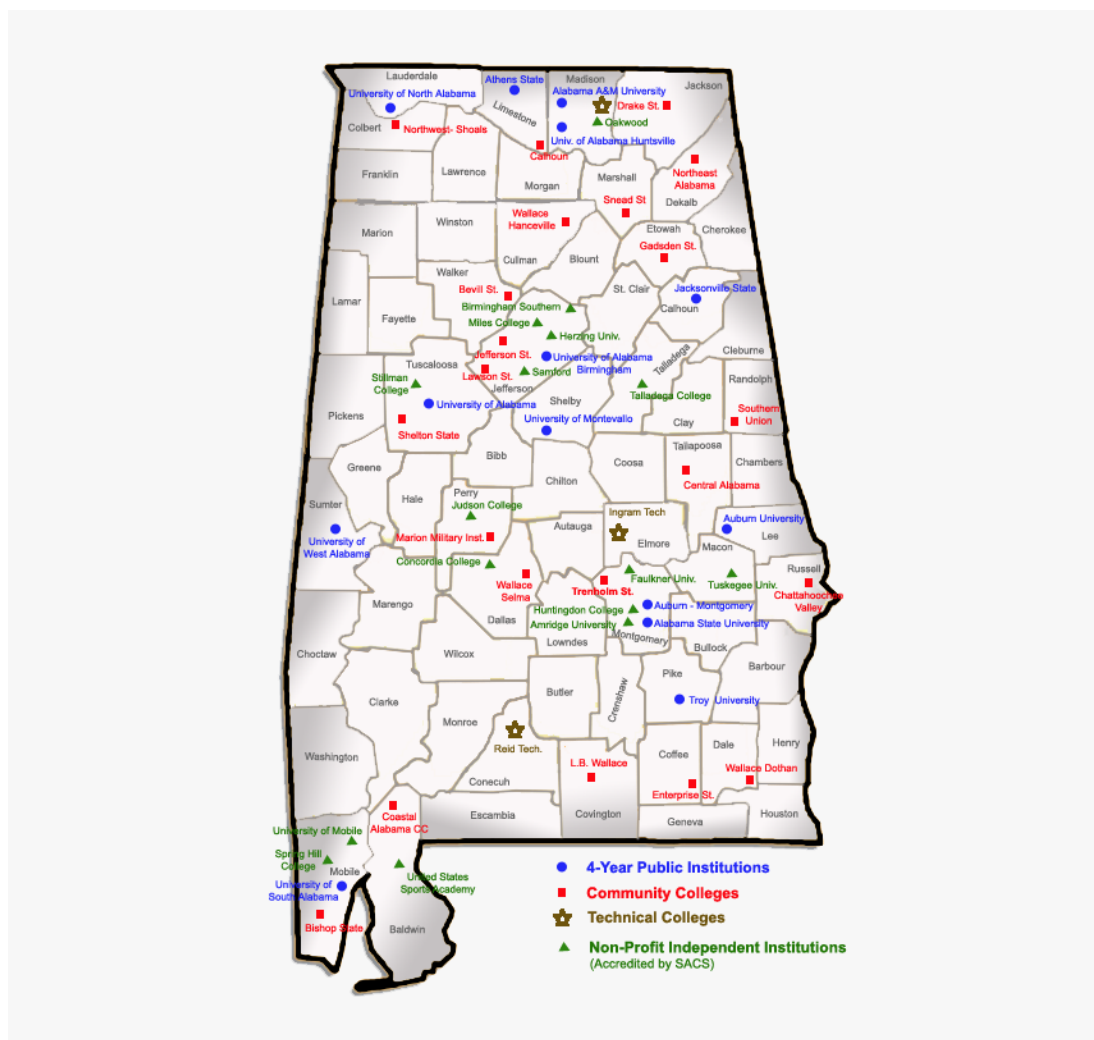 Lauderdale
Athens State
Madison
Jackson
University of North Alabama
Alabama A&M University
Drake St.
Limestone
Oakwood
Colbert
Northwest- Shoals
Univ. of Alabama Huntsville
Calhoun
Franklin
Lawrence
Morgan
Marshall
Northeast
Alabama
Dekalb
Snead St
Wallace
Hanceville
Winston
Marion
Etowah
Cherokee
Gadsden St.
Cullman
Blount
Walker
Bevill St.
St. Clair
Jacksonville State
Calhoun
Lamar
Fayette
Birmingham Southern
Miles College
Herzing Univ.
Jefferson St.
University of Alabama
Birmingham
Talladega
Cleburne
Tuscaloosa
Lawson St.
Samford
Stillman
College
Jefferson
Randolph
Talladega College
University of Alabama
Shelby
Pickens
Southern
Union
University of Montevallo
Clay
Shelton State
Tallapoosa
Bibb
Coosa
Chambers
Greene
Chilton
Central Alabama
Hale
Perry
Judson College
Sumter
Ingram Tech
Autauga
Auburn University
Lee
Marion Military Inst.
Elmore
Macon
University of
West Alabama
Concordia College
Russell
Wallace
Selma
Faulkner Univ.
Tuskegee Univ.
Trenholm St.
Chattahoochee
Valley
Marengo
Huntingdon College
Auburn - Montgomery
Dallas
Amridge University
Alabama State University
Lowndes
Montgomery
Bullock
Choctaw
Wilcox
Barbour
Pike
Butler
Crenshaw
Clarke
Troy University
Monroe
Reid Tech.
Washington
Coffee
Dale
Henry
L.B. Wallace
Wallace Dothan
Conecuh
Enterprise St.
Escambia
Covington
Geneva
Houston
Coastal
Alabama CC
University of Mobile
Spring Hill
College
Mobile
United States
Sports Academy
University of
South Alabama
Bishop State
Baldwin
4-Year Public Institutions
Community Colleges
Technical Colleges
Non-Profit Independent Institutions
(Accredited by SACS)